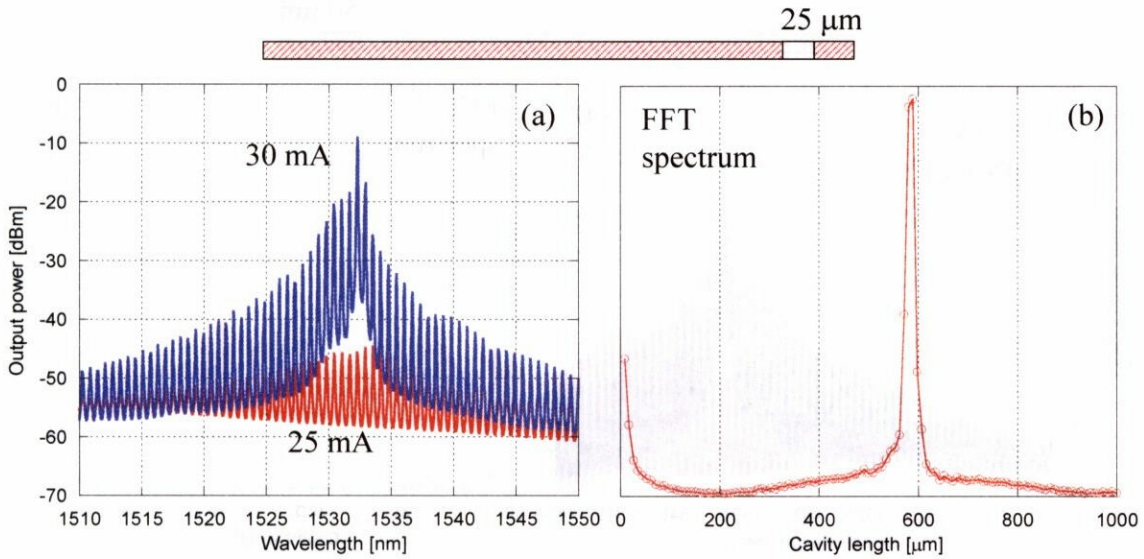 25 μm
(a)
30 mA
25 mA
0
-10
-20
-30
-40
-50
-60
-70
Output power [dBm]
1510 1515 1520 1525 1530 1535 1540 1545 1550
Wavelength [nm]
FFT
spectrum
(b)
0 200 400 600 800 1000
Cavity length [μm]